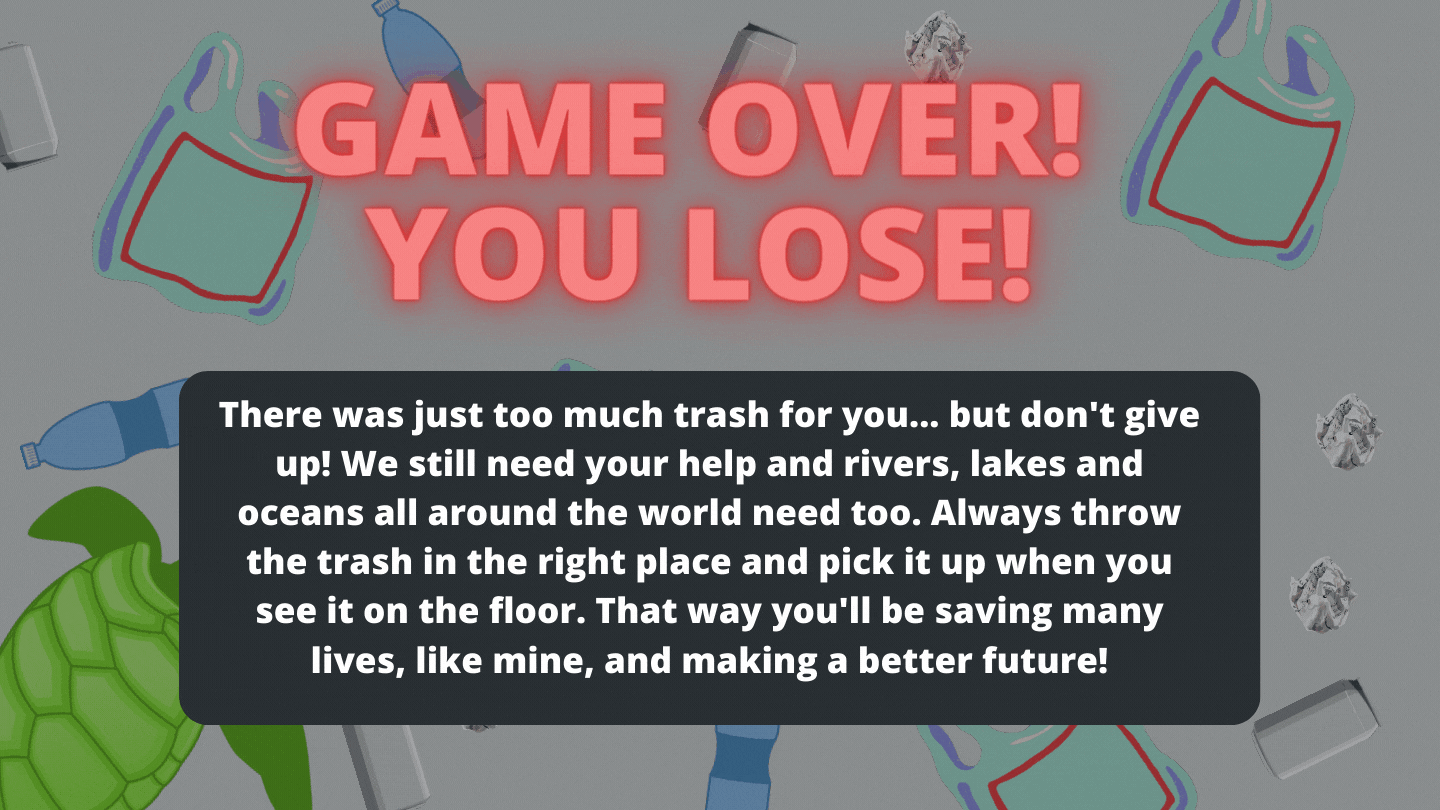 GAME OVER!
YOU LOSE!
There was just too much trash for you... but don't give
up! We still need your help and rivers, lakes and
oceans all around the world need too. Always throw
the trash in the right place and pick it up when you
see it on the floor. That way you'll be saving many
lives, like mine, and making a better future!